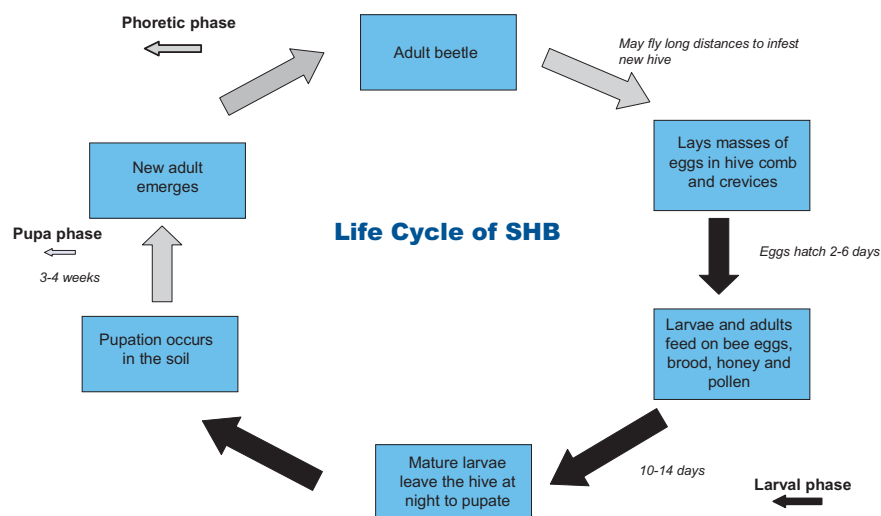 Phoretic phase
Adult beetle
May fly long distances to infest
new hive
Lays masses of
eggs in hive comb
and crevices
New adult
emerges
Life Cycle of SHB
Pupa phase
3-4 weeks
Eggs hatch 2-6 days
Pupation occurs
in the soil
Larvae and adults
feed on bee eggs,
brood, honey and
pollen
Mature larvae
leave the hive at
night to pupate
10-14 days
Larval phase